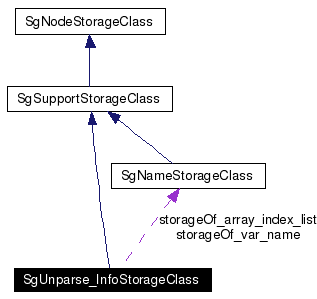 SgNodeStorageClass
SgSupportStorageClass
SgNameStorageClass
storageOf_array_index_list
storageOf_var_name
SgUnparse_InfoStorageClass